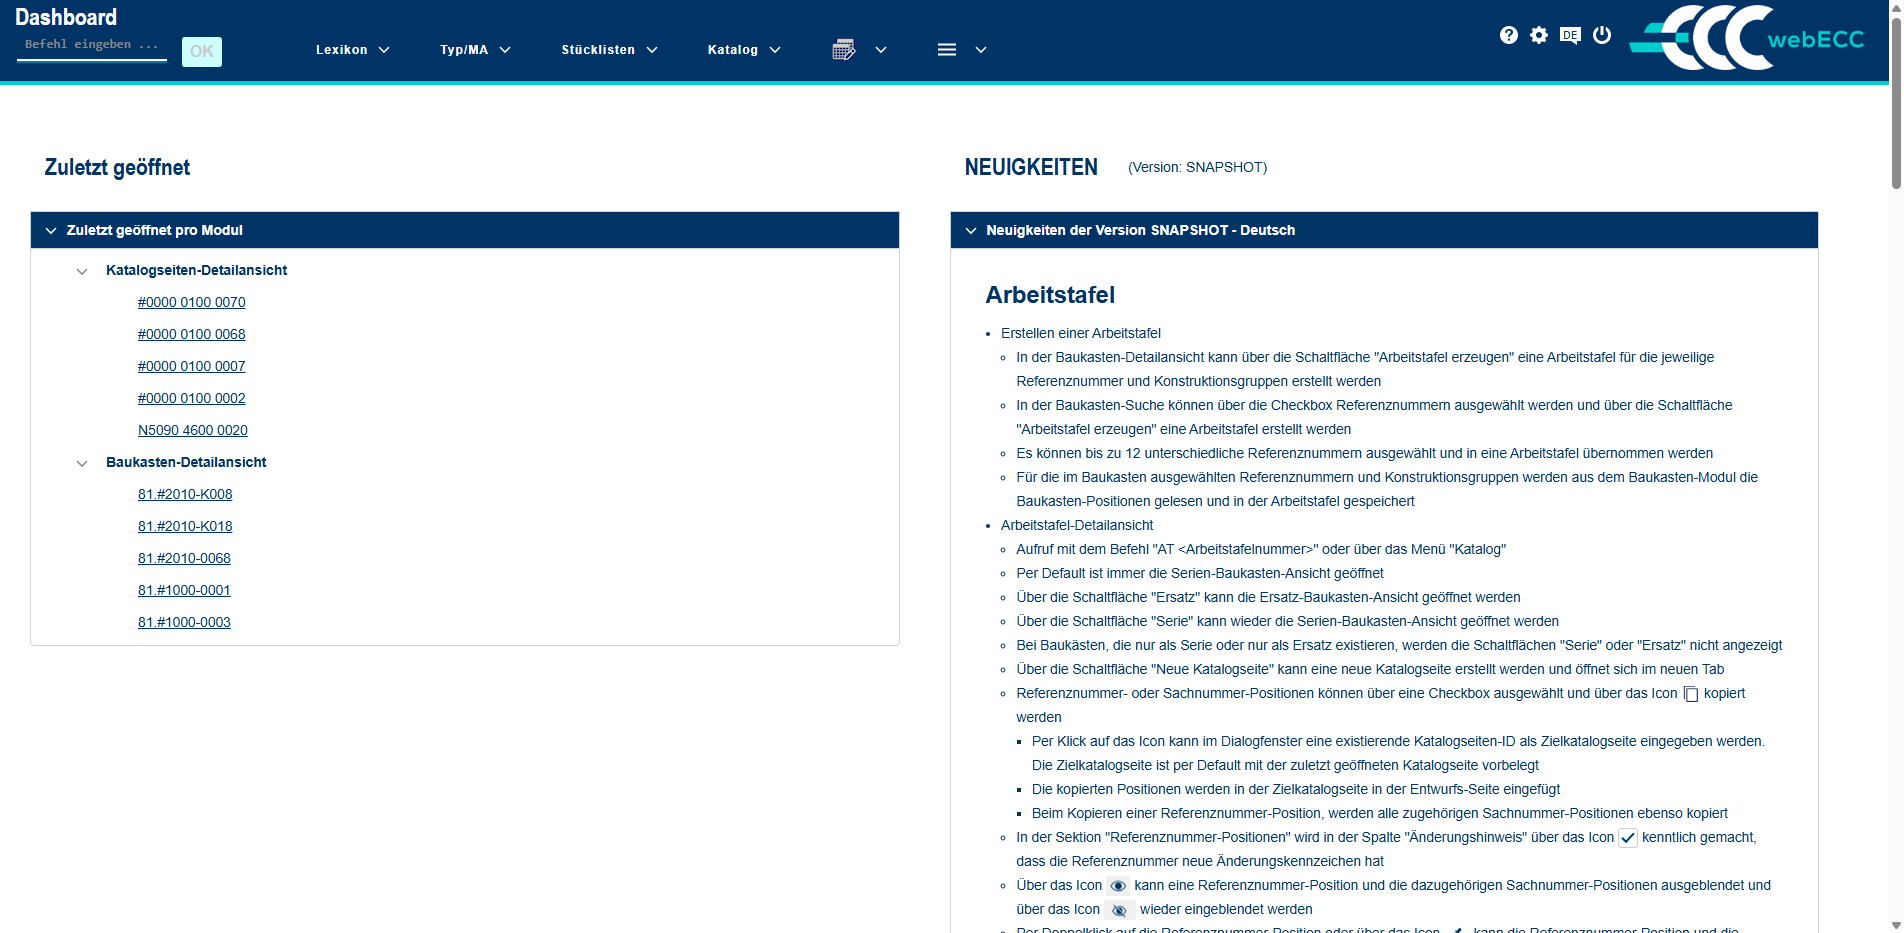 Dashboard
Befehl eingeben ...
OK
Lexikon
Typ/MA
Stücklisten
Katalog
?
DE
webECC
Zuletzt geöffnet
Zuletzt geöffnet pro Modul
Katalogseiten-Detailansicht
#0000 0100 0070
#0000 0100 0068
#0000 0100 0007
#0000 0100 0002
N5090 4600 0020
Baukasten-Detailansicht
81.#2010-K008
81.#2010-K018
81.#2010-0068
81.#1000-0001
81.#1000-0003
NEUIGKEITEN (Version: SNAPSHOT)
Neuigkeiten der Version SNAPSHOT - Deutsch
Arbeitstafel
Erstellen einer Arbeitstafel
In der Baukasten-Detailansicht kann über die Schaltfläche "Arbeitstafel erzeugen" eine Arbeitstafel für die jeweilige
Referenznummer und Konstruktionsgruppen erstellt werden
In der Baukasten-Suche können über die Checkbox Referenznummern ausgewählt werden und über die Schaltfläche
"Arbeitstafel erzeugen" eine Arbeitstafel erstellt werden
Es können bis zu 12 unterschiedliche Referenznummern ausgewählt und in eine Arbeitstafel übernommen werden
Für die im Baukasten ausgewählten Referenznummern und Konstruktionsgruppen werden aus dem Baukasten-Modul die
Baukasten-Positionen gelesen und in der Arbeitstafel gespeichert
Arbeitstafel-Detailansicht
Aufruf mit dem Befehl "AT <Arbeitstafelnummer>" oder über das Menü "Katalog"
Per Default ist immer die Serien-Baukasten-Ansicht geöffnet
Über die Schaltfläche "Ersatz" kann die Ersatz-Baukasten-Ansicht geöffnet werden
Über die Schaltfläche "Serie" kann wieder die Serien-Baukasten-Ansicht geöffnet werden
Bei Baukästen, die nur als Serie oder nur als Ersatz existieren, werden die Schaltflächen "Serie" oder "Ersatz" nicht angezeigt
Über die Schaltfläche "Neue Katalogseite" kann eine neue Katalogseite erstellt werden und öffnet sich im neuen Tab
Referenznummer- oder Sachnummer-Positionen können über eine Checkbox ausgewählt und über das Icon kopiert
werden
Per Klick auf das Icon kann im Dialogfenster eine existierende Katalogseiten-ID als Zielkatalogseite eingegeben werden.
Die Zielkatalogseite ist per Default mit der zuletzt geöffneten Katalogseite vorbelegt
Die kopierten Positionen werden in der Zielkatalogseite in der Entwurfs-Seite eingefügt
Beim Kopieren einer Referenznummer-Position, werden alle zugehörigen Sachnummer-Positionen ebenso kopiert
In der Sektion "Referenznummer-Positionen" wird in der Spalte "Änderungshinweis" über das Icon kenntlich gemacht,
dass die Referenznummer neue Änderungskennzeichen hat
Über das Icon kann eine Referenznummer-Position und die dazugehörigen Sachnummer-Positionen ausgeblendet und
über das Icon wieder eingeblendet werden
Per Doppelklick auf die Referenznummer-Position oder über das Icon kann die Referenznummer-Position und die